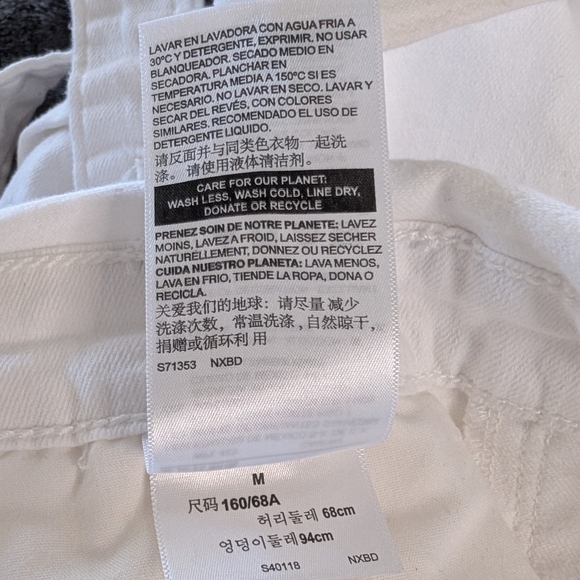 LAVAR EN LAVADORA CON AGUA FRIA A
30ºC Y DETERGENTE, EXPRIMIR. NO USAR
BLANQUEADOR. SECADO MEDIO EN
SECADORA. PLANCHAR EN
TEMPERATURA MEDIA A 150ºC SI ES
NECESARIO. NO LAVAR EN SECO. LAVAR Y
SECAR DEL REVÉS, CON COLORES
SIMILARES. RECOMENDADO EL USO DE
DETERGENTE LIQUIDO.
请反面并与同类色衣物一起洗
涤。请使用液体清洁剂。
CARE FOR OUR PLANET:
WASH LESS, WASH COLD, LINE DRY,
DONATE OR RECYCLE
PRENEZ SOIN DE NOTRE PLANETE: LAVEZ
MOINS, LAVEZ A FROID, LAISSEZ SECHER
NATURELLEMENT, DONNEZ OU RECYCLEZ
CUIDA NUESTRO PLANETA: LAVA MENOS,
LAVA EN FRIO, TIENDE LA ROPA, DONA O
RECICLA.
关爱我们的地球：请尽量 减少
洗涤次数，常温洗涤，自然晾干，
捐赠或循环利 用
S71353 NXBD
M
尺码 160/68A
허리둘레 68cm
엉덩이둘레 94cm
S40118 NXBD